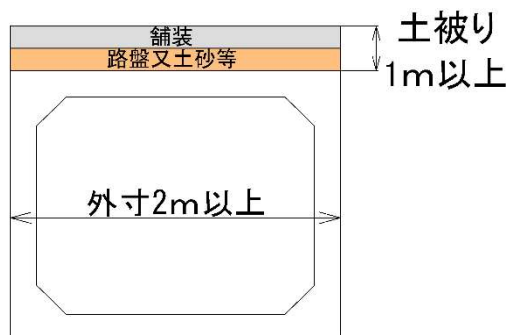 舗装
路盤又土砂等
土被り
1m以上
外寸2m以上